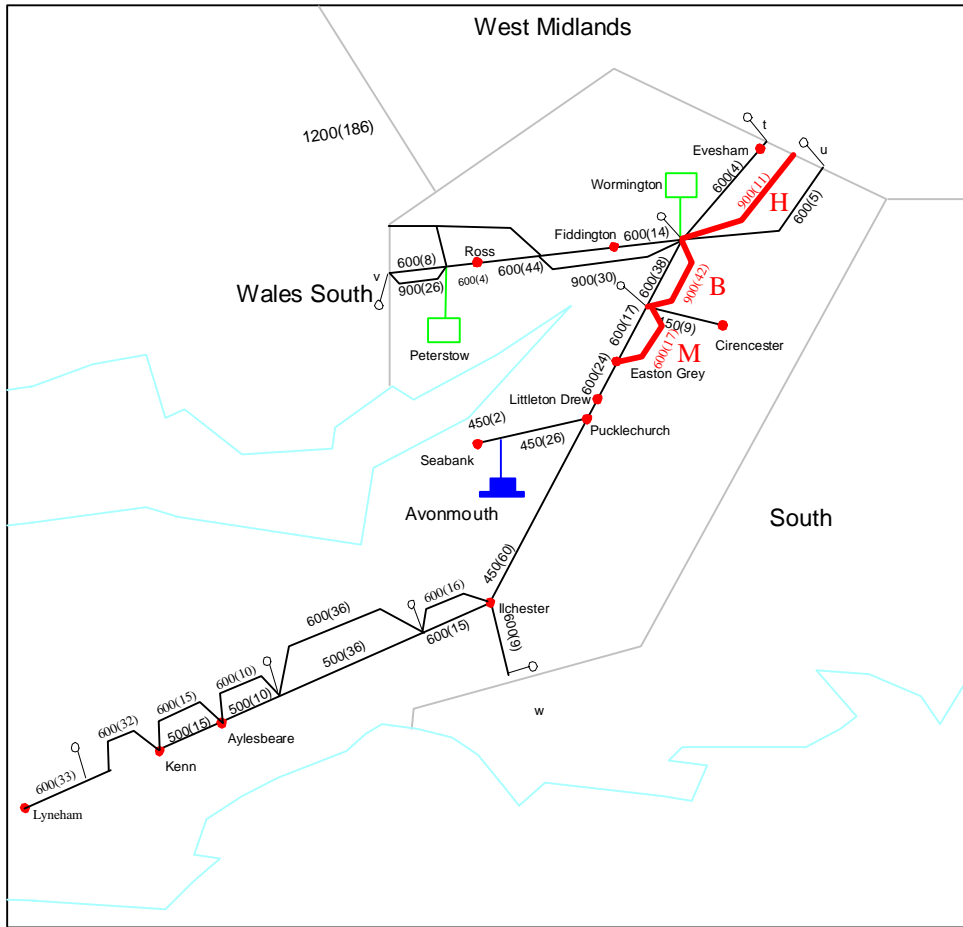 West Midlands
1200(186)
t
u
Evesham
600(4)
Wormington
900(11)
H
600(5)
Fiddington
600(14)
Ross
600(8)
600(44)
600(4)
v
900(26)
Wales South
900(30)
600(38)
900(42)
B
450(9)
Cirencester
Peterstow
600(17)
600(17)
M
Easton Grey
600(24)
Littleton Drew
450(2)
Pucklechurch
450(26)
Seabank
Avonmouth
South
450(60)
600(16)
Ilchester
600(36)
600(15)
600(9)
500(36)
600(10)
500(10)
w
600(15)
500(15)
Aylesbeare
600(32)
Kenn
600(33)
Lyneham